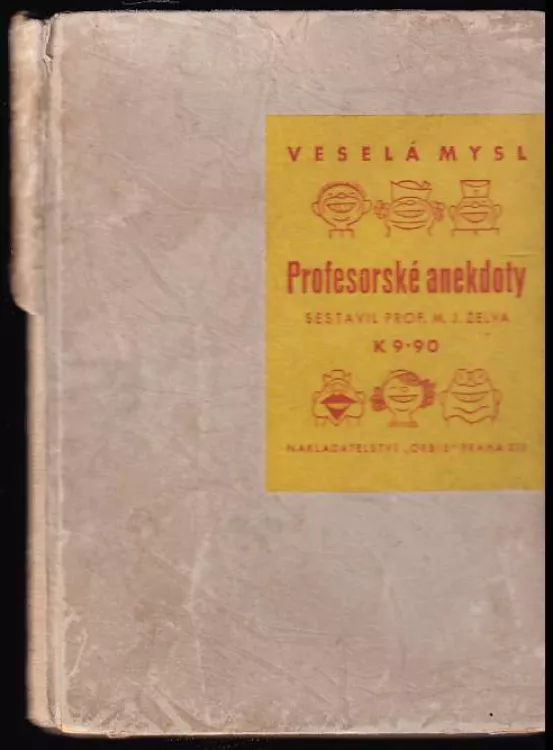 VESELÁ MYSL
Profesorské anekdoty
SESTAVIL PROF. M. J. ŽELVA
K 9·90
NAKLADATELSTVÍ „ORBIS“ PRAHA XII